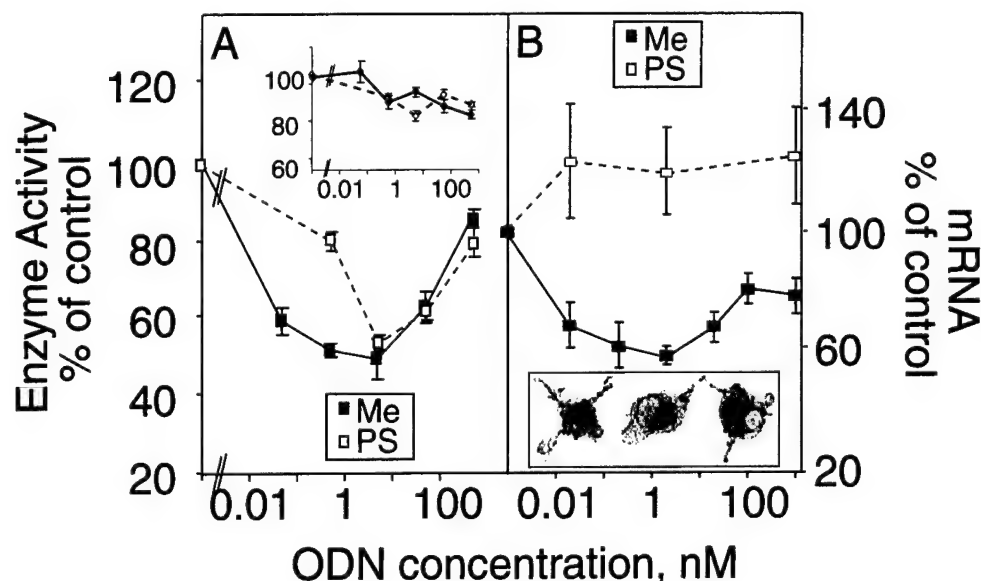 A
B
Me
PS
100
80
60
0.01 1 100
Me
PS
120
100
80
60
40
20
Enzyme Activity
% of control
140
100
60
20
mRNA
% of control
0.01 1 100
0.01 1 100
ODN concentration, nM